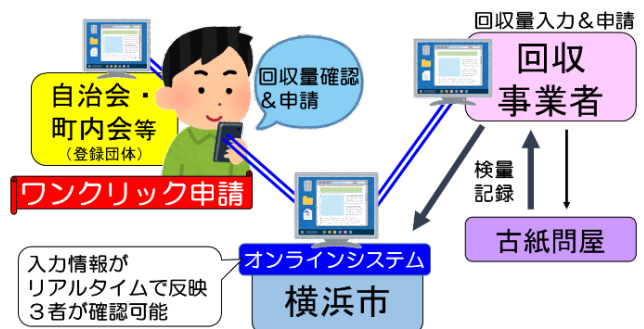 自治会・
町内会等
（登録団体）
ワンクリック申請
回収量確認
＆申請
回収量入力＆申請
回収
事業者
検量
記録
古紙問屋
オンラインシステム
横浜市
入力情報が
リアルタイムで反映
３者が確認可能